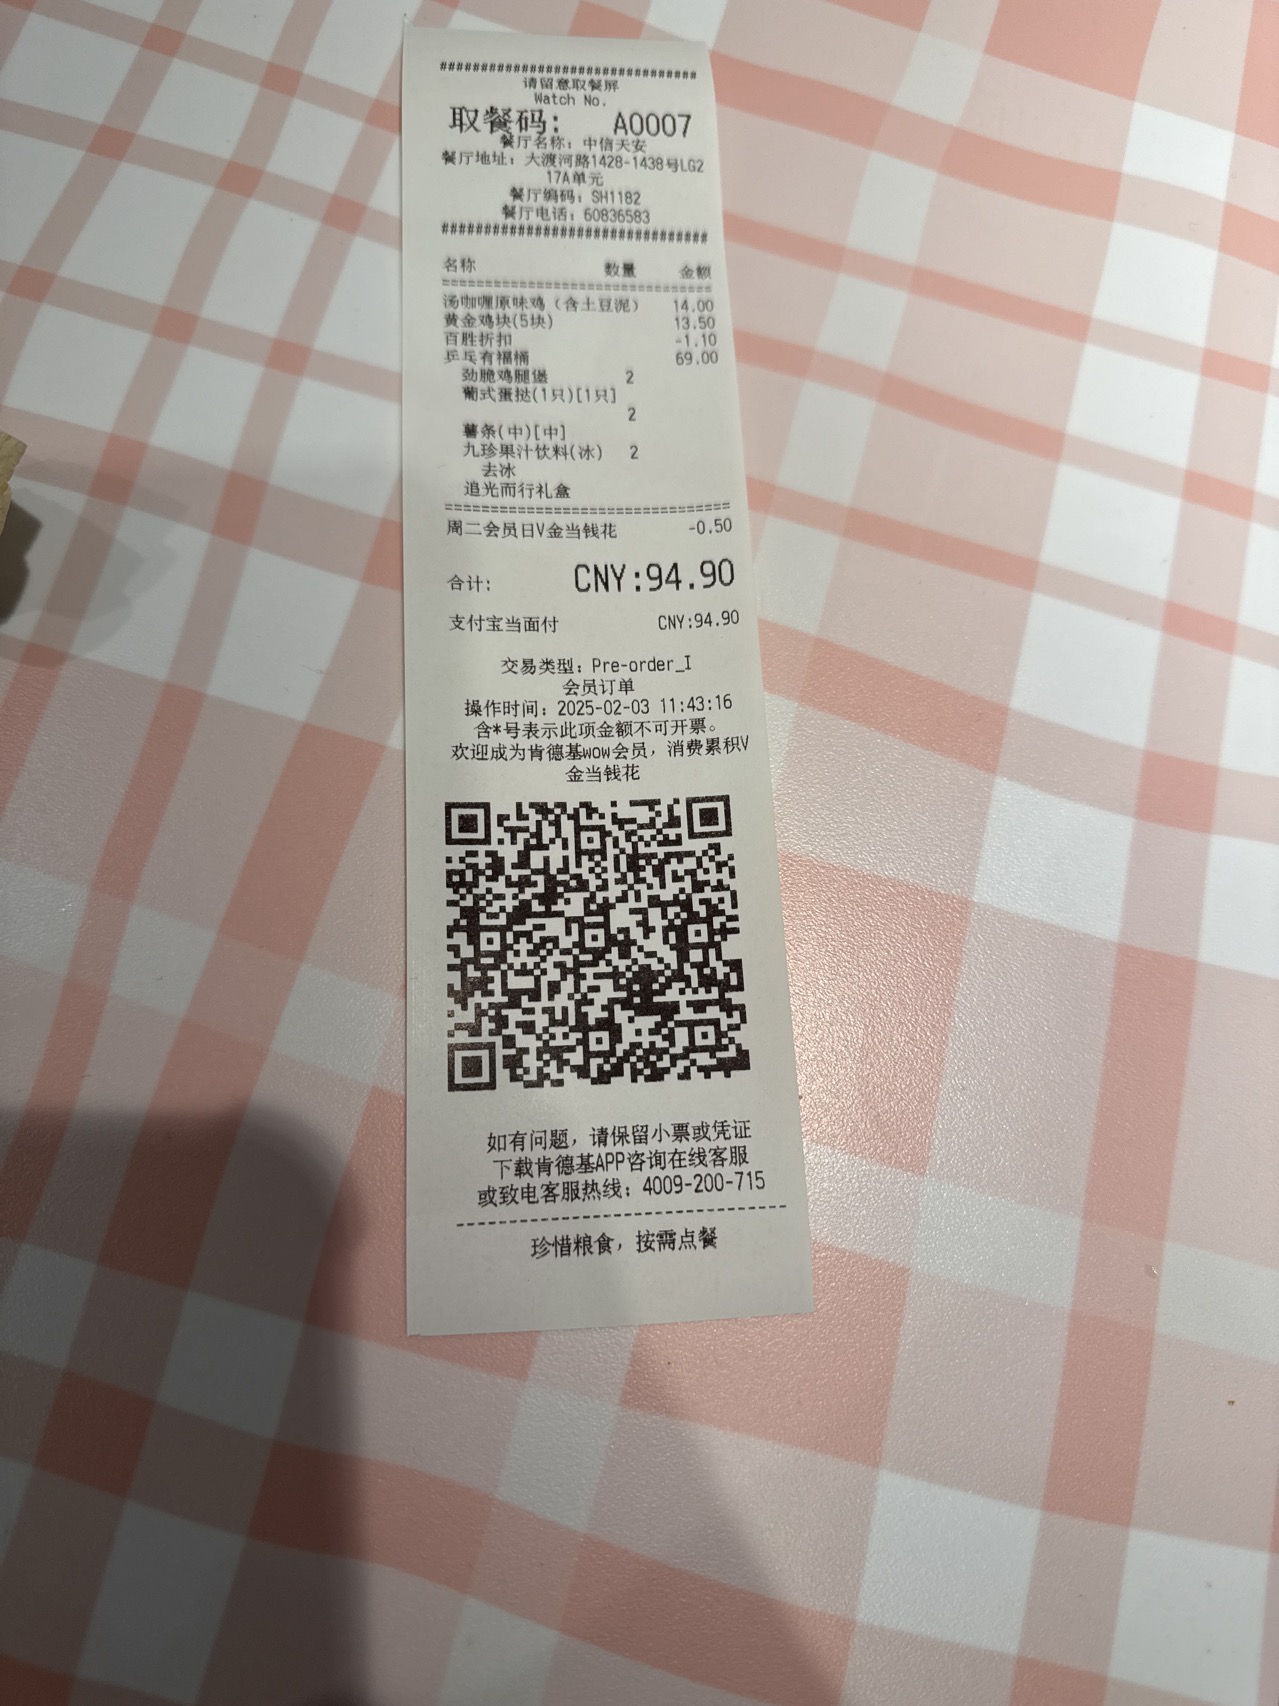 ################################
请留意取餐屏
Watch No.
取餐码: A0007
餐厅名称: 中信天安
餐厅地址: 大渡河路1428-1438号LG2
17A单元
餐厅编码: SH1182
餐厅电话: 60836583
################################
名称 数量 金额
================================
汤咖喱原味鸡（含土豆泥） 14.00
黄金鸡块(5块) 13.50
百胜折扣 -1.10
乒乓有福桶 69.00
劲脆鸡腿堡 2
葡式蛋挞(1只)[1只]
2
薯条(中)[中]
九珍果汁饮料(冰) 2
去冰
追光而行礼盒
================================
周二会员日V金当钱花 -0.50
合计: CNY:94.90
支付宝当面付 CNY:94.90
交易类型: Pre-order_I
会员订单
操作时间: 2025-02-03 11:43:16
含*号表示此项金额不可开票。
欢迎成为肯德基wow会员，消费累积V
金当钱花
如有问题，请保留小票或凭证
下载肯德基APP咨询在线客服
或致电客服热线: 4009-200-715
--------------------------------
珍惜粮食，按需点餐